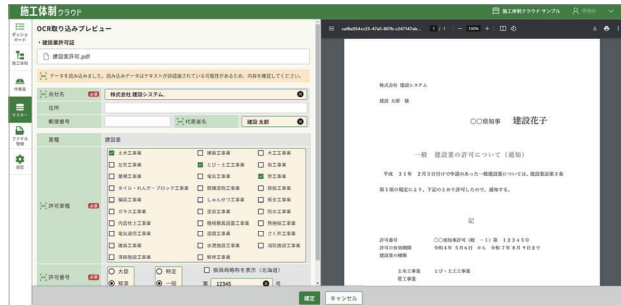 施工体制クラウド
施工体制クラウドサンプル
ダッシュボード
施工体制
作業員
マスター
ファイル管理
設定
OCR取り込みプレビュー
・建設業許可証
建設業許可.pdf
データを読み込みました。読み込みデータはテキストが誤認識されている可能性があるため、内容を確認してください。
会社名 必須 株式会社 建設システム
住所
郵便番号 代表者名 建設 太郎
業種 建設業
許可業種 必須
土木工事業 建築工事業 大工工事業
左官工事業 とび・土工工事業 石工事業
屋根工事業 電気工事業 管工事業
タイル・れんが・ブロック工事業 鉄構造物工事業 鉄筋工事業
舗装工事業 しゅんせつ工事業 板金工事業
ガラス工事業 塗装工事業 防水工事業
内装仕上工事業 機械器具設置工事業 熱絶縁工事業
電気通信工事業 造園工事業 さく井工事業
建具工事業 水道施設工事業 消防施設工事業
清掃施設工事業 解体工事業
許可番号 必須 大臣 特定 振興局略称を表示（北海道）
知事 一般 第 12345 号
確定 キャンセル
1 / 1 100%
株式会社 建設システム
建設 太郎 様
〇〇県知事 建設花子
一般 建設業の許可について（通知）
平成 31年 2月3日付けで申請のあった一般建設業については、建設業法第3条
第1項の規定により、下記のとおり許可したので、通知する。
記
許可番号 〇〇県知事許可（般 －1）第 12345号
許可の有効期間 令和4年 5月6日 から 令和7年8月9日まで
建設業の種類
土木工事業 とび・土工工事業
管工事業